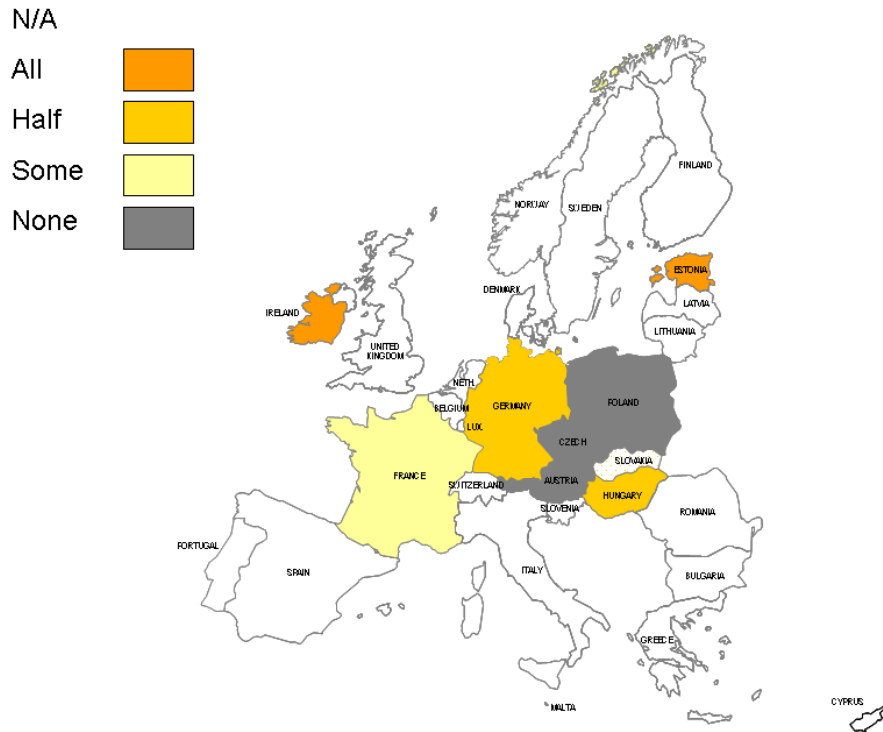 N/A
All
Half
Some
None
FINLAND
NORWAY
SWEDEN
ESTONIA
DENMARK
LATVIA
IRELAND
LITHUANIA
UNITED
KINGDOM
NETH.
BELGIUM
GERMANY
POLAND
LUX.
CZECH
SLOVAKIA
FRANCE
SWITZERLAND
AUSTRIA
HUNGARY
SLOVENIA
ROMANIA
PORTUGAL
SPAIN
ITALY
BULGARIA
GREECE
CYPRUS
MALTA